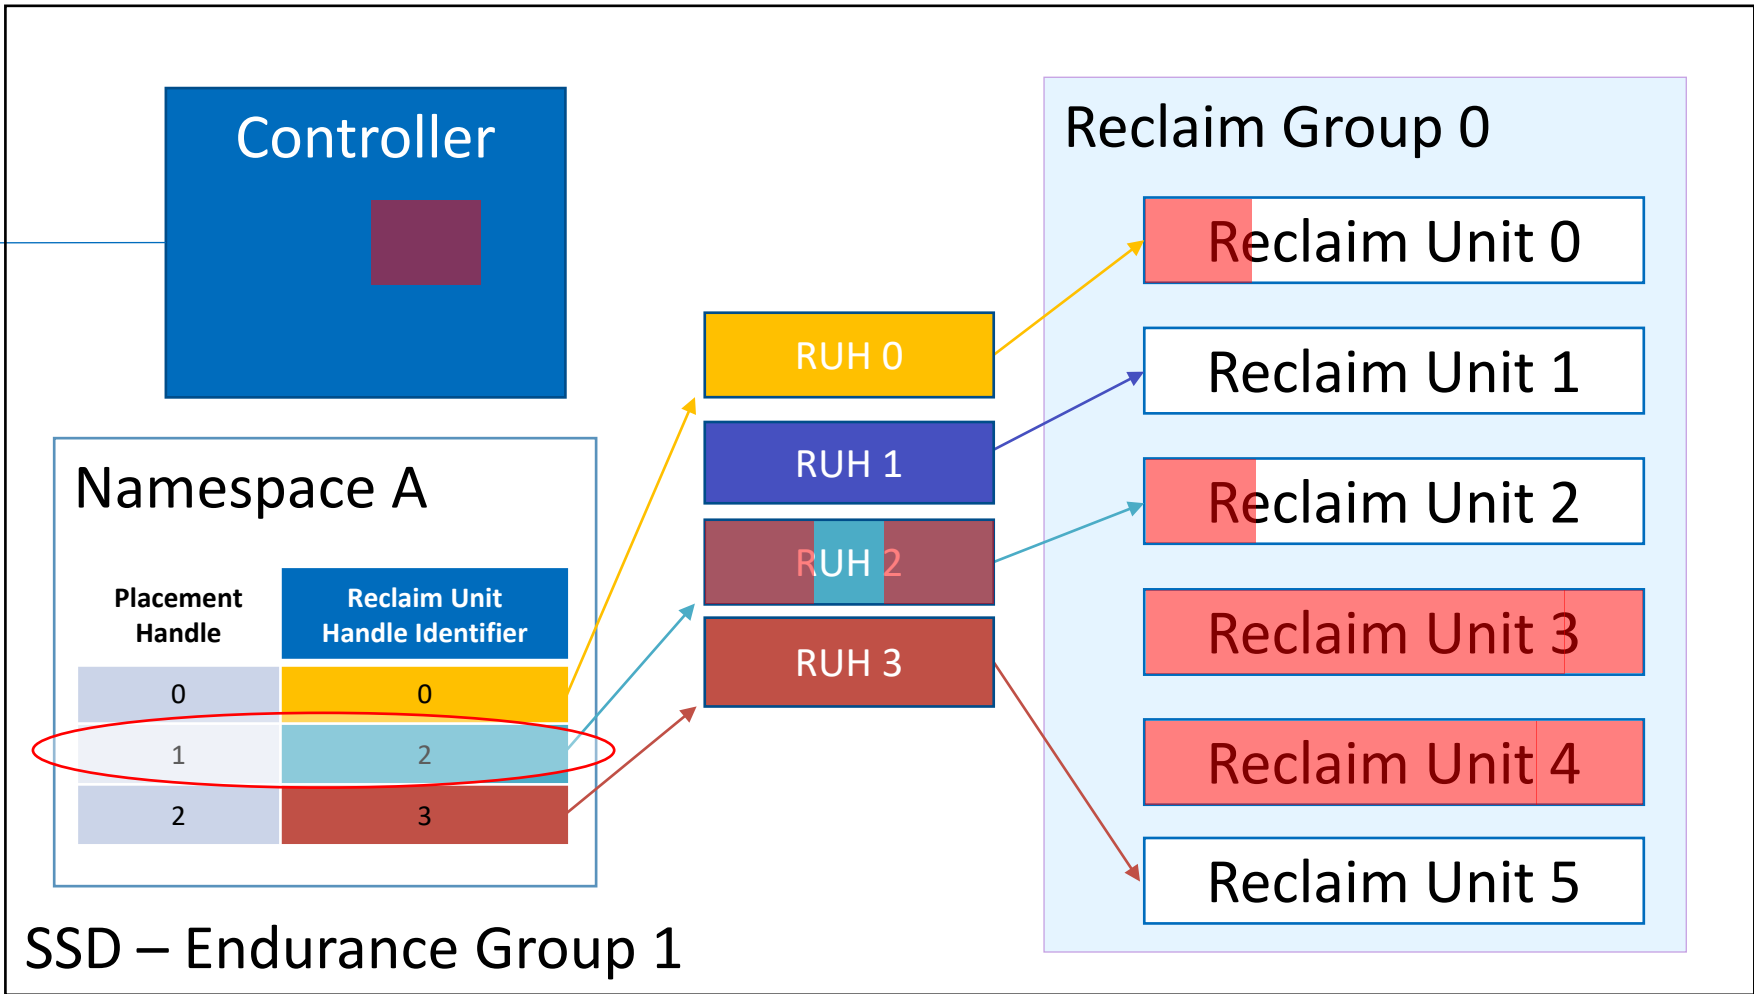 Controller
Reclaim Group 0
Reclaim Unit 0
Reclaim Unit 1
Reclaim Unit 2
Reclaim Unit 3
Reclaim Unit 4
Reclaim Unit 5
RUH 0
RUH 1
RUH 2
RUH 3
Namespace A
Placement Handle
Reclaim Unit Handle Identifier
0 0
1 2
2 3
SSD – Endurance Group 1